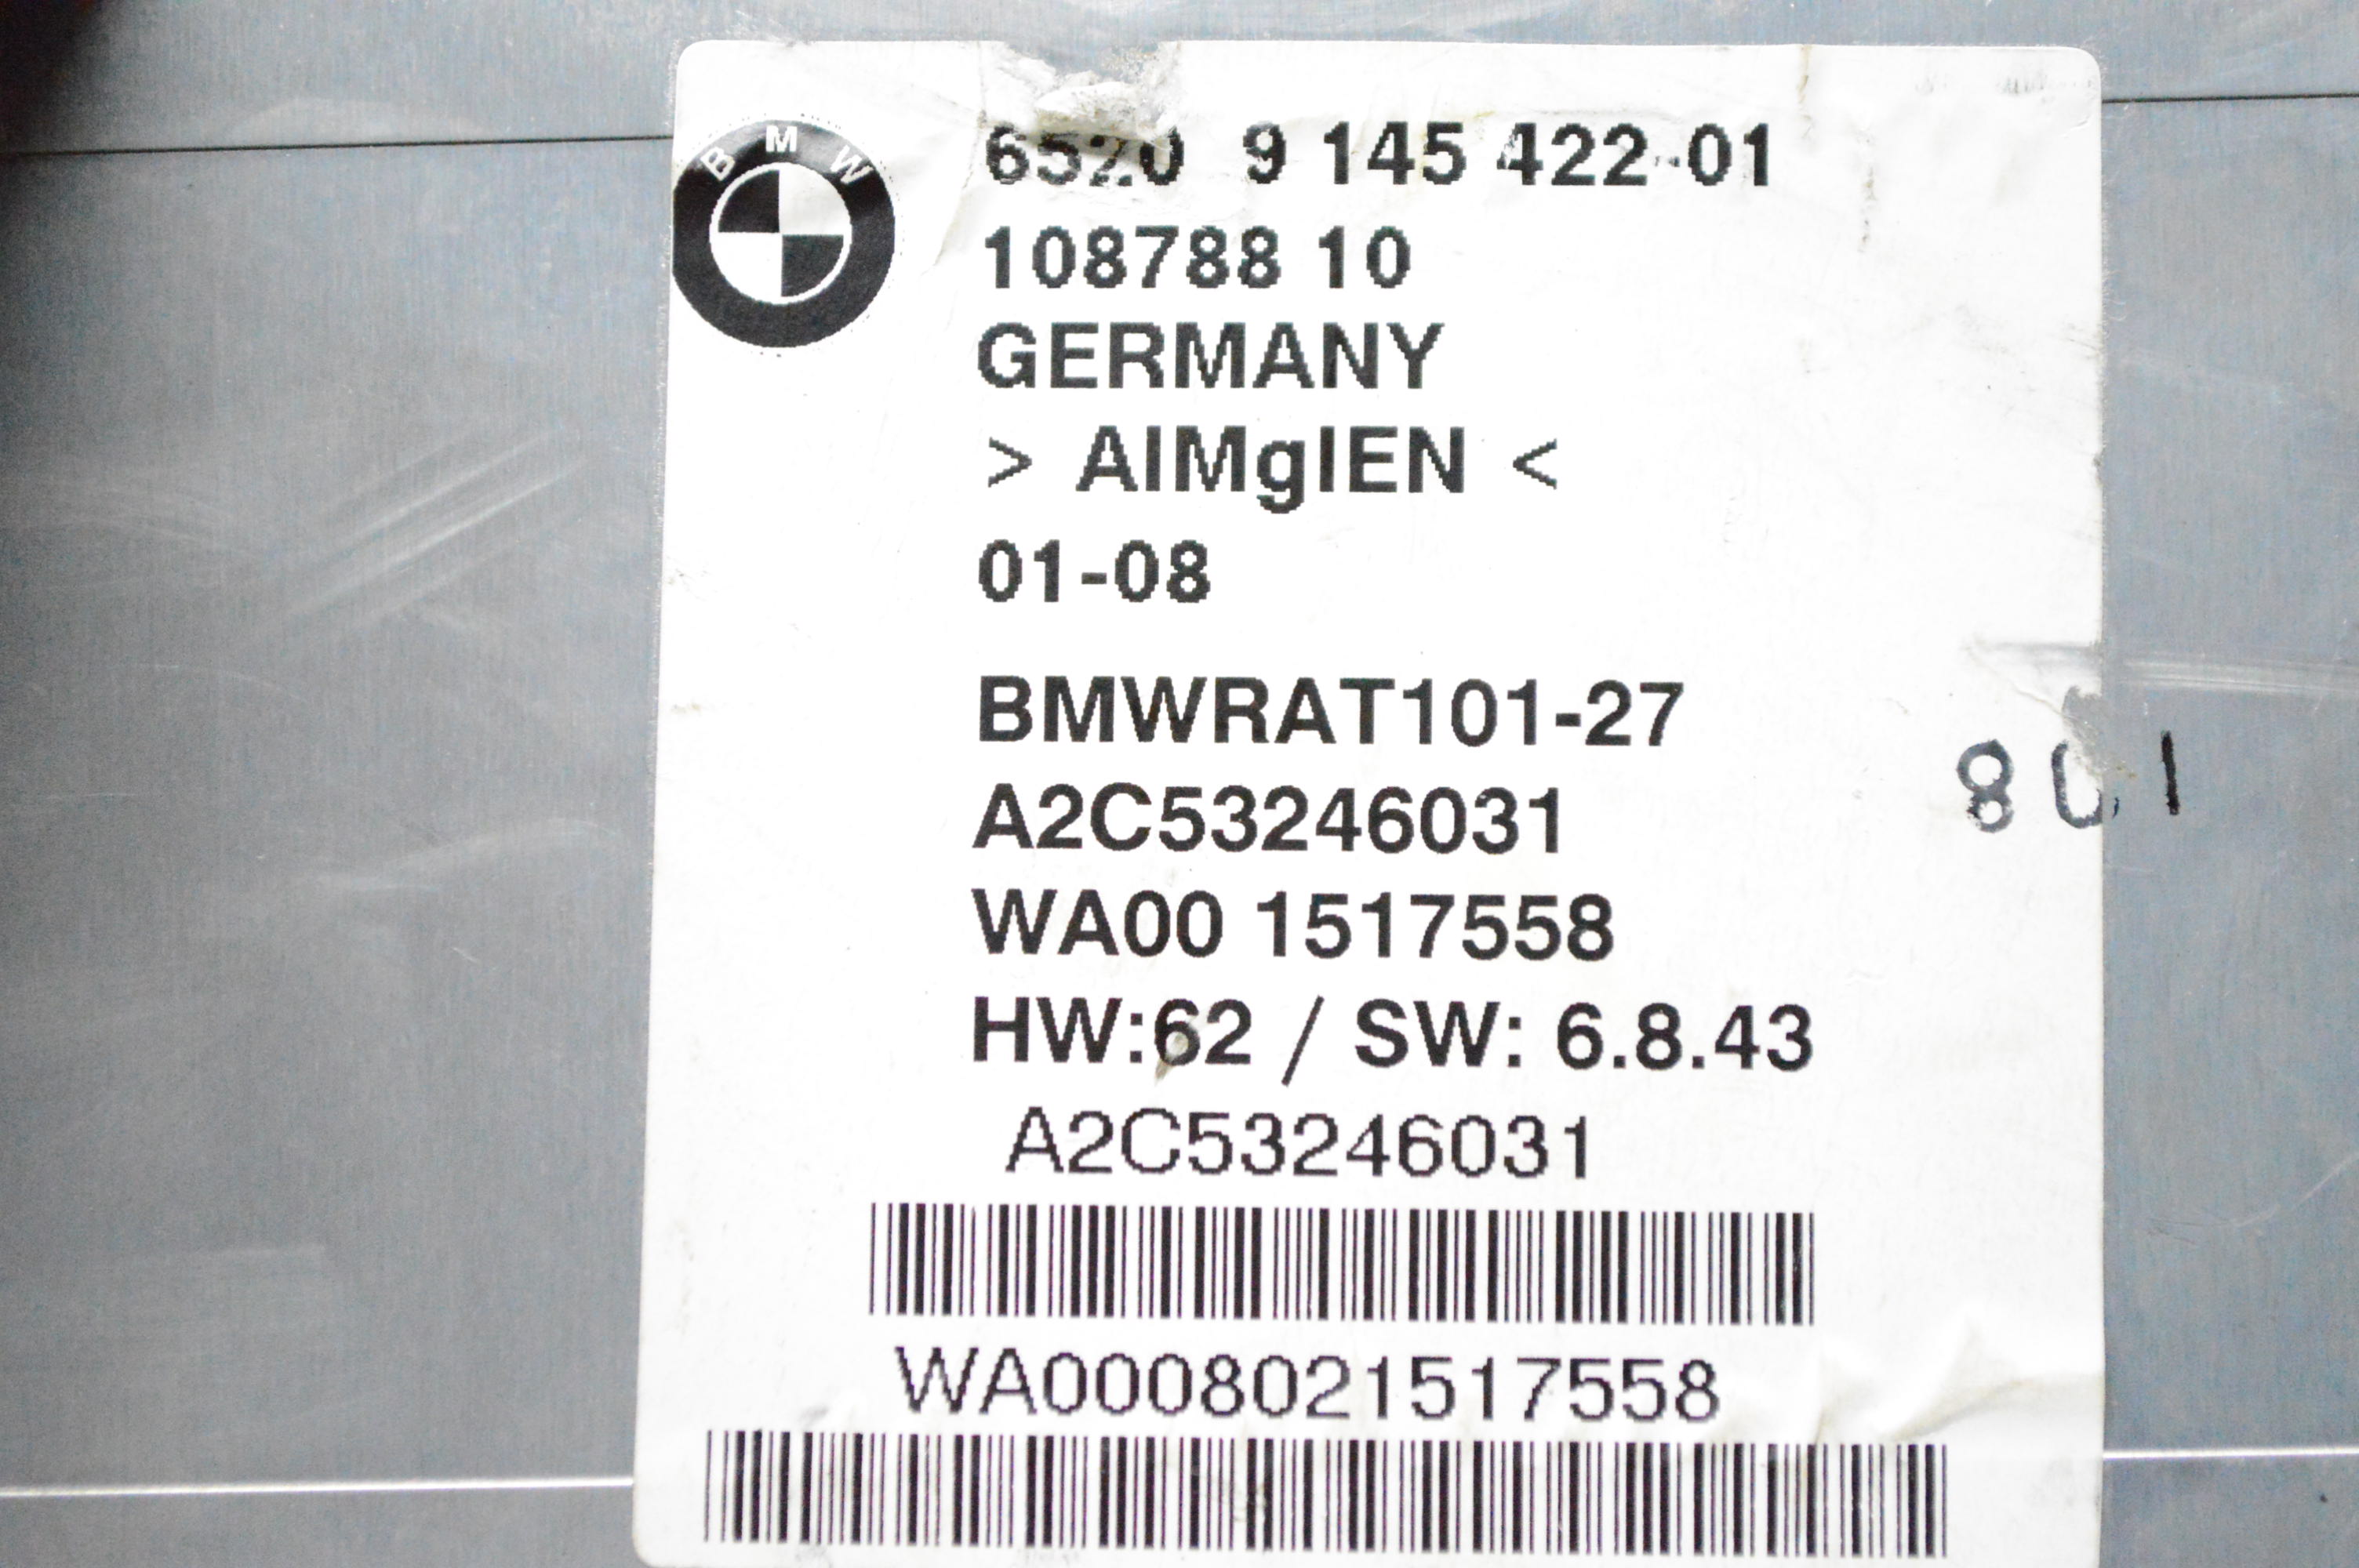 BMW
6520 9 145 422-01
108788 10
GERMANY
> AlMgIEN <
01-08
BMWRAT101-27
A2C53246031
801
WA00 1517558
HW:62 / SW: 6.8.43
A2C53246031
WA0008021517558